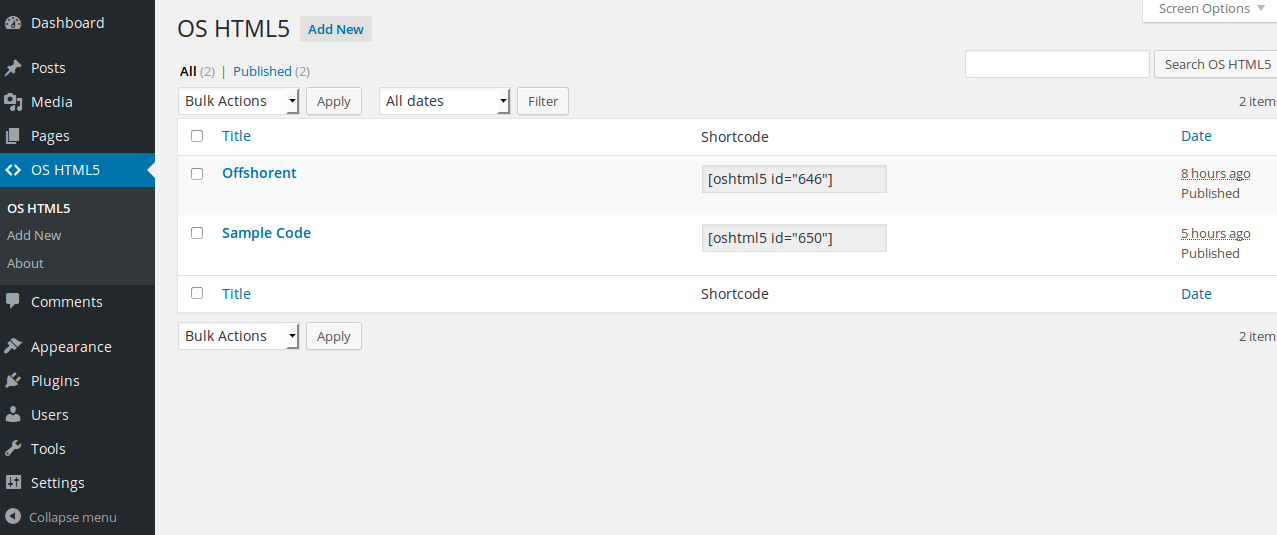 Dashboard
Posts
Media
Pages
OS HTML5
OS HTML5
Add New
About
Comments
Appearance
Plugins
Users
Tools
Settings
Collapse menu
Screen Options
OS HTML5 Add New
All (2) | Published (2)
Search OS HTML5
Bulk Actions Apply All dates Filter 2 items
Title Shortcode Date
Offshorent [oshtml5 id="646"] 8 hours ago
Published
Sample Code [oshtml5 id="650"] 5 hours ago
Published
Title Shortcode Date
Bulk Actions Apply 2 items